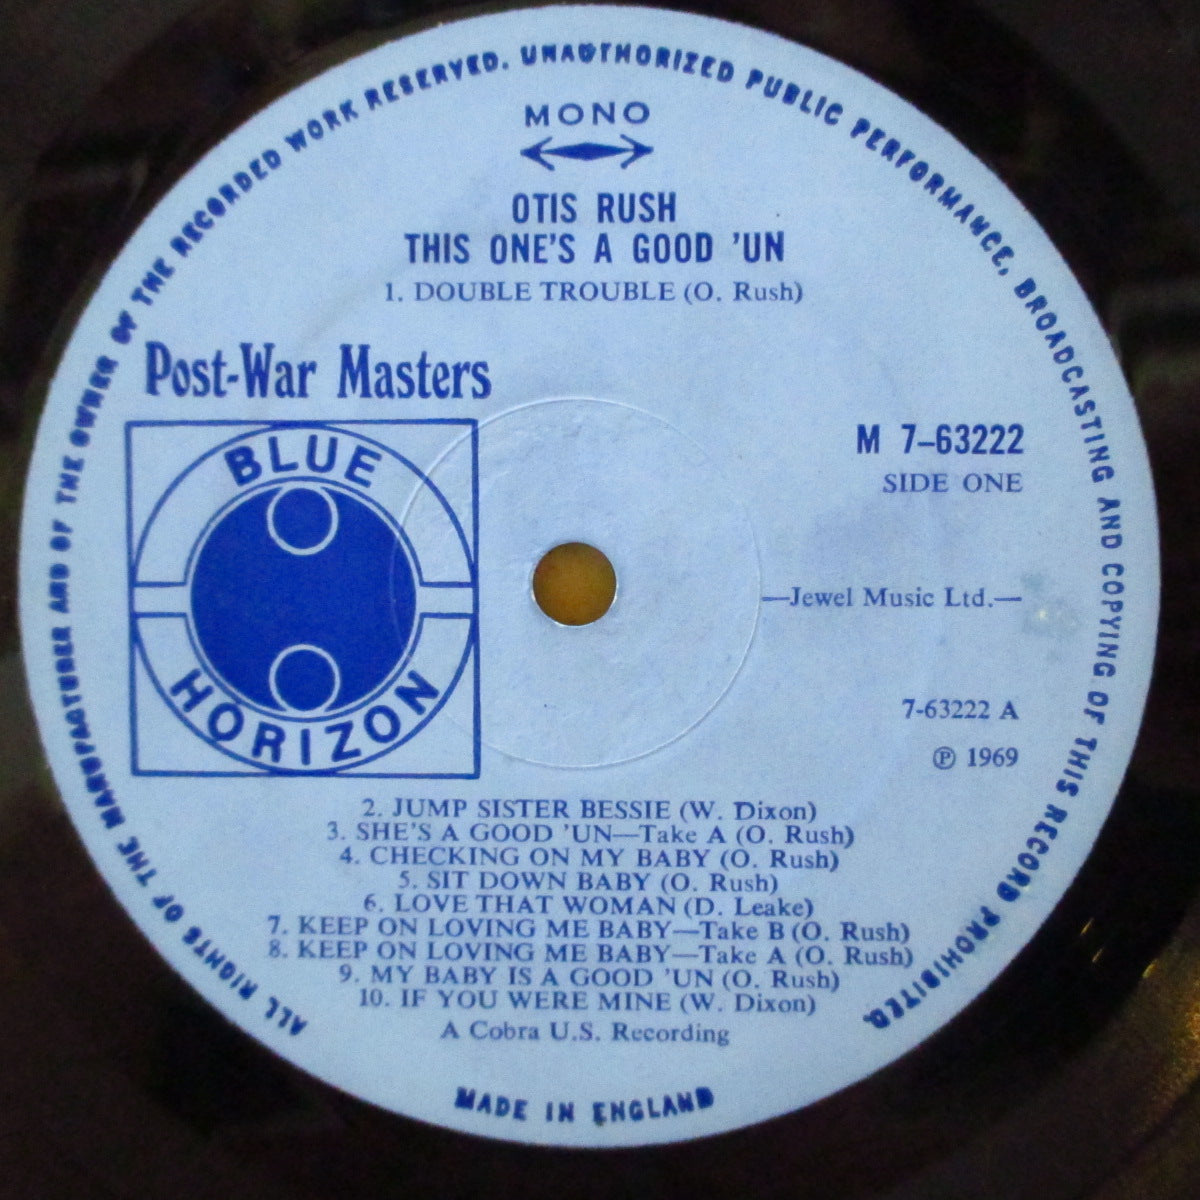 ALL RIGHTS OF THE MANUFACTURER AND OF THE OWNER OF THE RECORDED WORK RESERVED. UNAUTHORIZED PUBLIC PERFORMANCE, BROADCASTING AND COPYING OF THIS RECORD PROHIBITED.
MONO
OTIS RUSH
THIS ONE'S A GOOD 'UN
1. DOUBLE TROUBLE (O. Rush)
Post-War Masters
BLUE
HORIZON
M 7-63222
SIDE ONE
—Jewel Music Ltd.—
7-63222 A
℗ 1969
2. JUMP SISTER BESSIE (W. Dixon)
3. SHE'S A GOOD 'UN—Take A (O. Rush)
4. CHECKING ON MY BABY (O. Rush)
5. SIT DOWN BABY (O. Rush)
6. LOVE THAT WOMAN (D. Leake)
7. KEEP ON LOVING ME BABY—Take B (O. Rush)
8. KEEP ON LOVING ME BABY—Take A (O. Rush)
9. MY BABY IS A GOOD 'UN (O. Rush)
10. IF YOU WERE MINE (W. Dixon)
A Cobra U.S. Recording
MADE IN ENGLAND